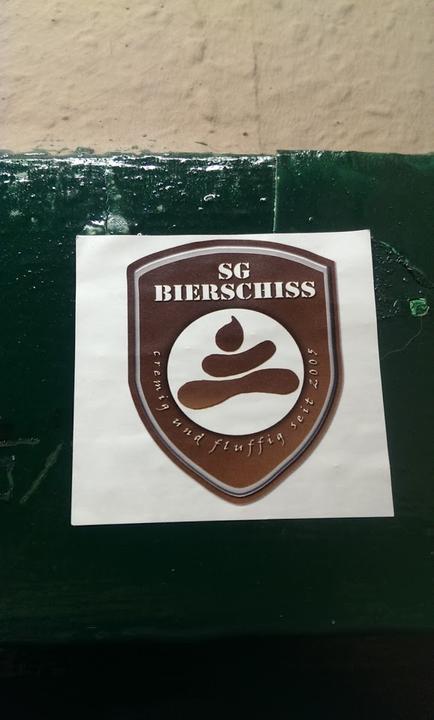 SG
BIERSCHISS
cremig und fluffig seit 2005